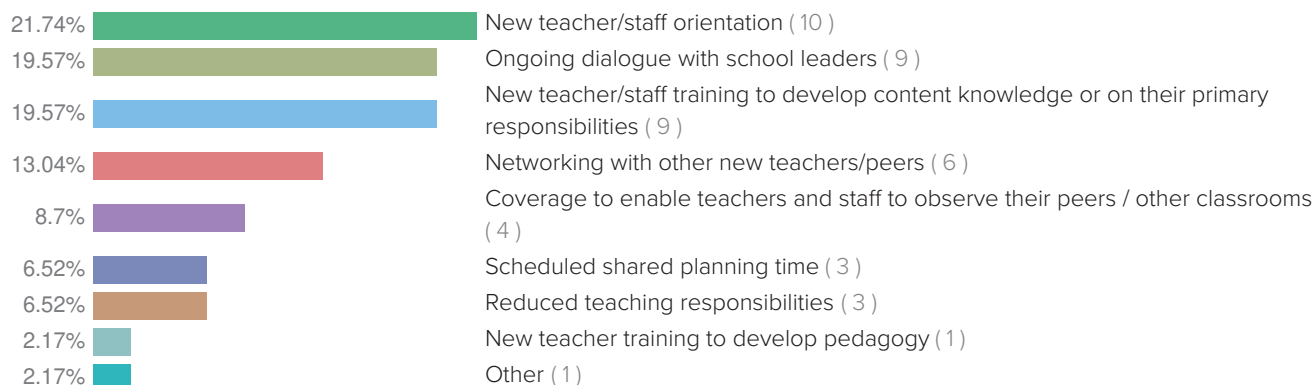 21.74% New teacher/staff orientation ( 10 )
19.57% Ongoing dialogue with school leaders ( 9 )
19.57% New teacher/staff training to develop content knowledge or on their primary
responsibilities ( 9 )
13.04% Networking with other new teachers/peers ( 6 )
8.7% Coverage to enable teachers and staff to observe their peers / other classrooms
( 4 )
6.52% Scheduled shared planning time ( 3 )
6.52% Reduced teaching responsibilities ( 3 )
2.17% New teacher training to develop pedagogy ( 1 )
2.17% Other ( 1 )